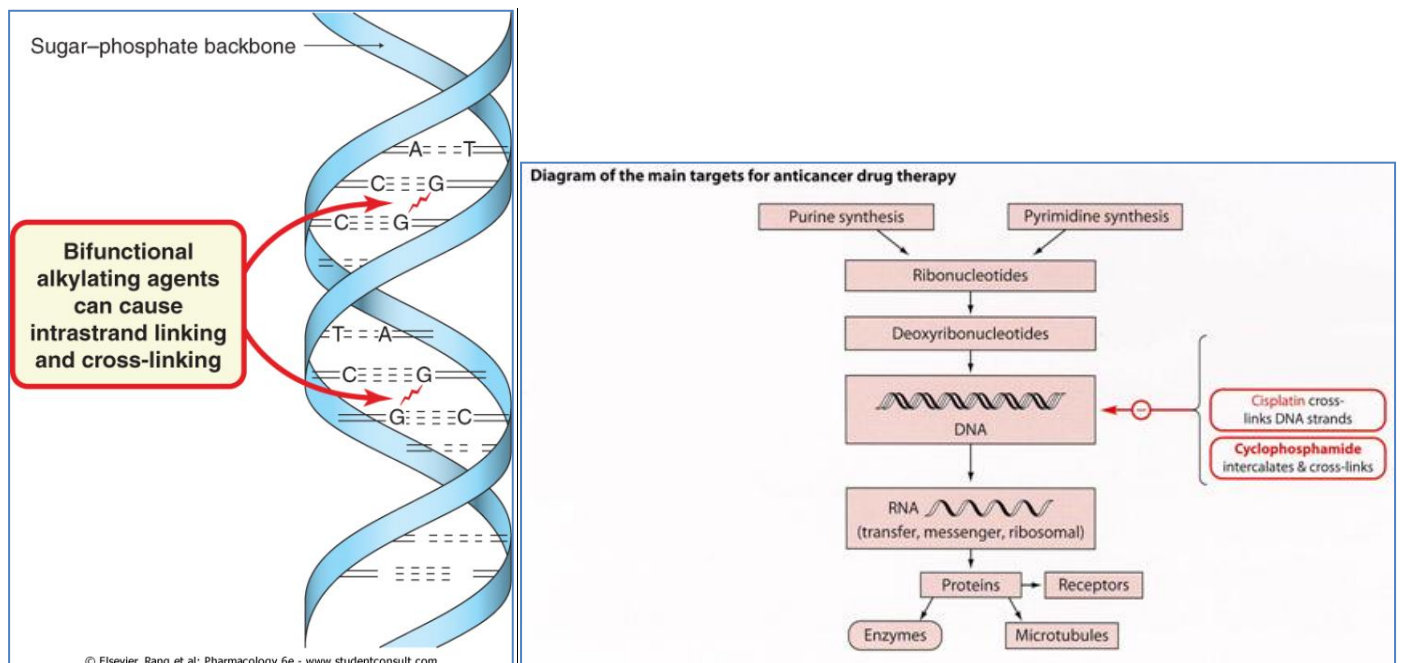 Sugar–phosphate backbone
A T
C G
C G
Bifunctional
alkylating agents
can cause
intrastrand linking
and cross-linking
T A
C G
G C
© Elsevier. Rang et al: Pharmacology 6e - www.studentconsult.com
Diagram of the main targets for anticancer drug therapy
Purine synthesis
Pyrimidine synthesis
Ribonucleotides
Deoxyribonucleotides
DNA
Cisplatin cross-
links DNA strands
Cyclophosphamide
intercalates & cross-links
RNA
(transfer, messenger, ribosomal)
Proteins
Receptors
Enzymes
Microtubules